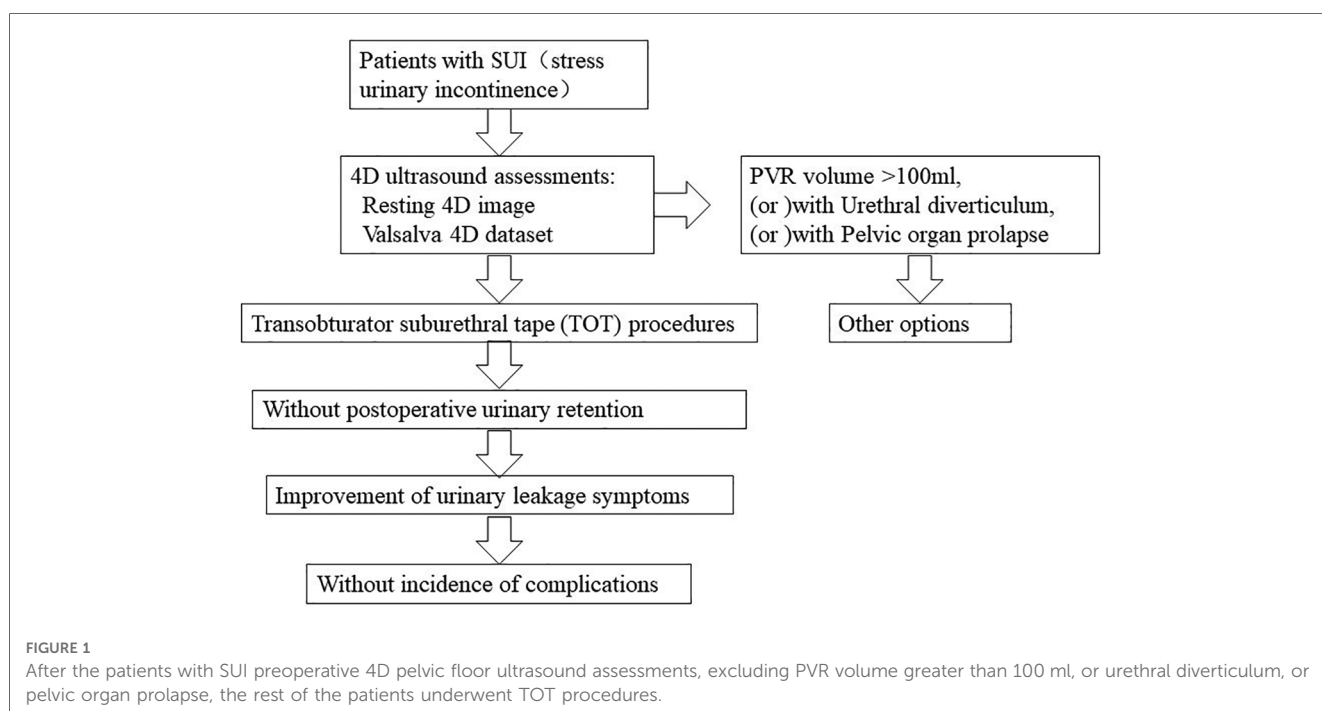 Patients with SUI（stress
urinary incontinence）
4D ultrasound assessments:
Resting 4D image
Valsalva 4D dataset
PVR volume >100ml,
(or )with Urethral diverticulum,
(or )with Pelvic organ prolapse
Transobturator suburethral tape (TOT) procedures
Other options
Without postoperative urinary retention
Improvement of urinary leakage symptoms
Without incidence of complications
FIGURE 1
After the patients with SUI preoperative 4D pelvic floor ultrasound assessments, excluding PVR volume greater than 100 ml, or urethral diverticulum, or
pelvic organ prolapse, the rest of the patients underwent TOT procedures.